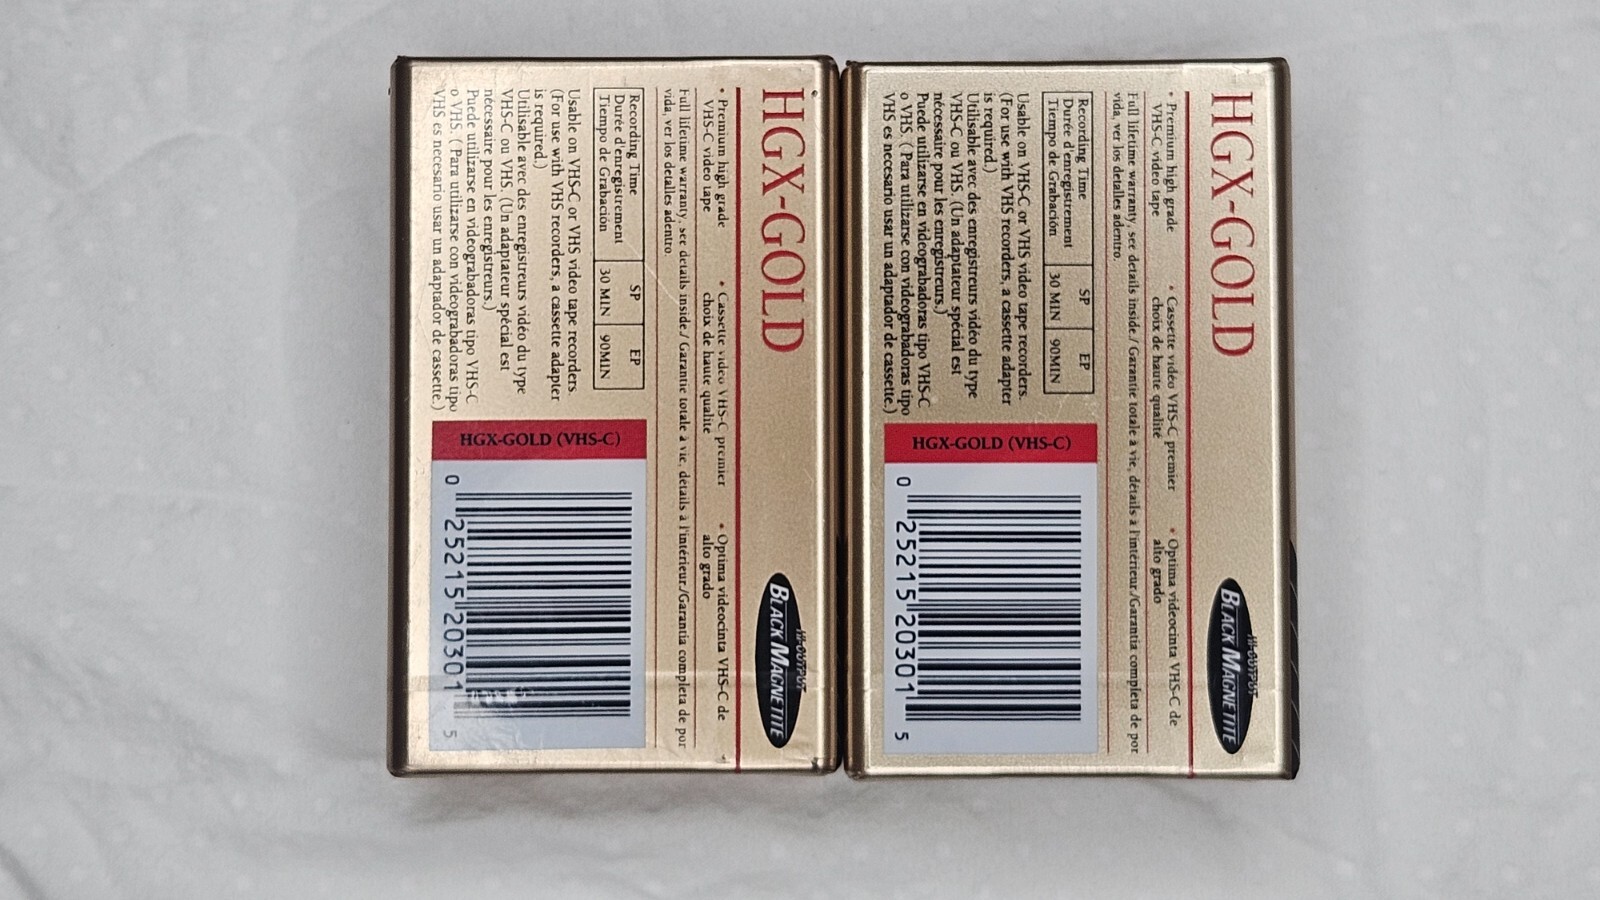 HGX-GOLD
HI-OUTPUT
BLACK MAGNETITE
• Premium high grade
VHS-C video tape
• Cassette vidéo VHS-C premier
choix de haute qualité
• Optima videocinta VHS-C de
alto grado
Full lifetime warranty, see details inside/Garantie totale à vie, détails à l'intérieur/Garantia completa de por
vida, ver los detalles adentro.
Recording Time
Durée d'enregistrement
Tiempo de Grabación
SP
30 MIN
EP
90MIN
Usable on VHS-C or VHS video tape recorders.
(For use with VHS recorders, a cassette adapter
is required.)
Utilisable avec des enregistreurs vidéo du type
VHS-C ou VHS. (Un adaptateur spécial est
nécessaire pour les enregistreurs.)
Puede utilizarse en videograbadoras tipo VHS-C
o VHS. (Para utilizarse con videograbadoras tipo
VHS es necesario usar un adaptador de cassette.)
HGX-GOLD (VHS-C)
0 25215 20301 5
HGX-GOLD
HI-OUTPUT
BLACK MAGNETITE
• Premium high grade
VHS-C video tape
• Cassette vidéo VHS-C premier
choix de haute qualité
• Optima videocinta VHS-C de
alto grado
Full lifetime warranty, see details inside/Garantie totale à vie, détails à l'intérieur/Garantia completa de por
vida, ver los detalles adentro.
Recording Time
Durée d'enregistrement
Tiempo de Grabación
SP
30 MIN
EP
90MIN
Usable on VHS-C or VHS video tape recorders.
(For use with VHS recorders, a cassette adapter
is required.)
Utilisable avec des enregistreurs vidéo du type
VHS-C ou VHS. (Un adaptateur spécial est
nécessaire pour les enregistreurs.)
Puede utilizarse en videograbadoras tipo VHS-C
o VHS. (Para utilizarse con videograbadoras tipo
VHS es necesario usar un adaptador de cassette.)
HGX-GOLD (VHS-C)
0 25215 20301 5